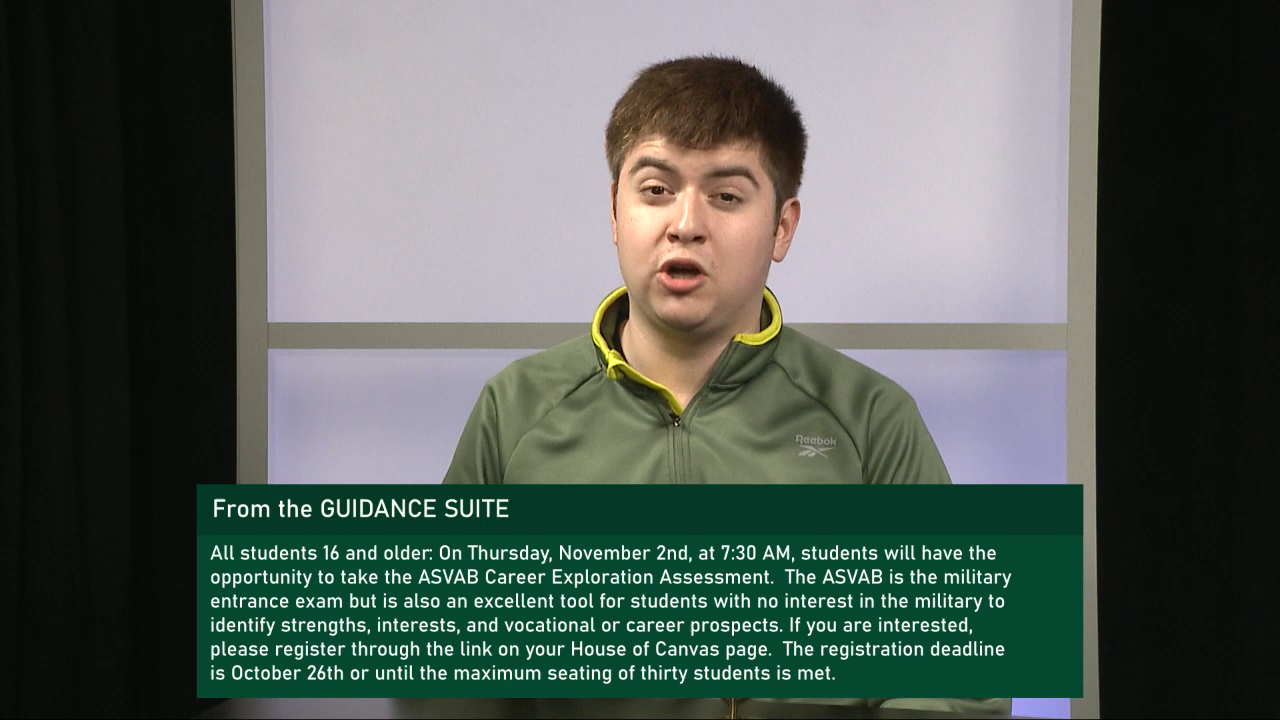 Reebok
From the GUIDANCE SUITE
All students 16 and older: On Thursday, November 2nd, at 7:30 AM, students will have the
opportunity to take the ASVAB Career Exploration Assessment.  The ASVAB is the military
entrance exam but is also an excellent tool for students with no interest in the military to
identify strengths, interests, and vocational or career prospects. If you are interested,
please register through the link on your House of Canvas page.  The registration deadline
is October 26th or until the maximum seating of thirty students is met.